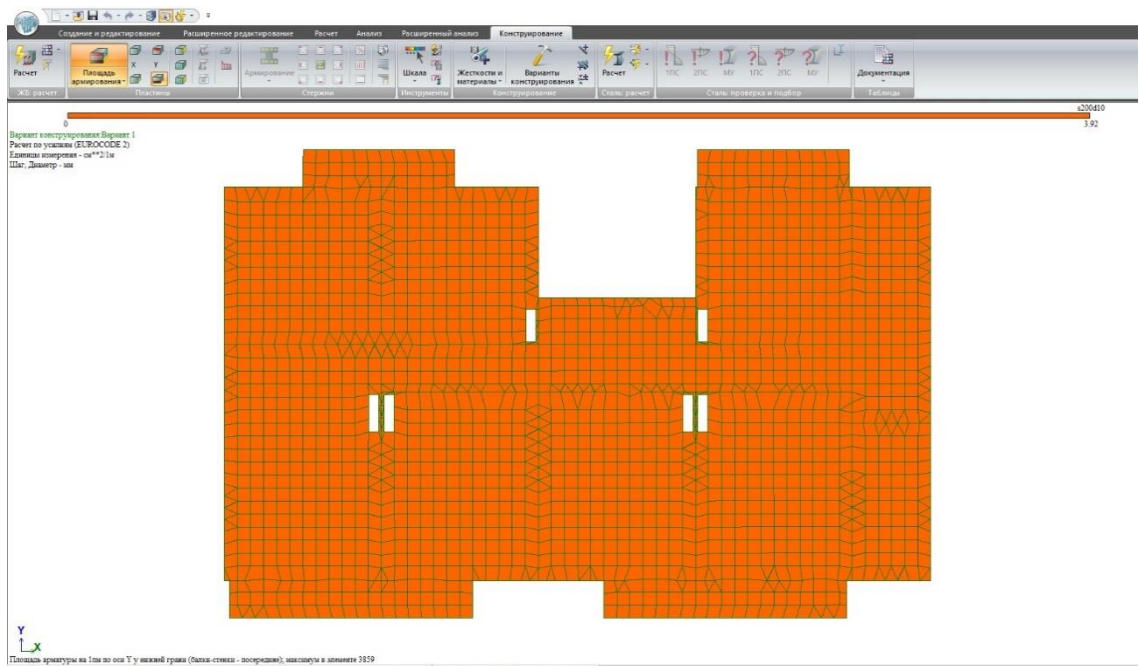 Создание и редактирование Расширенное редактирование Расчет Анализ Расширенный анализ Конструирование
Расчет Площадь армирования X Y Армирование Шкала Жесткости и материалы Варианты конструирования Расчет 1ПС 2ПС МУ 1ПС 2ПС МУ Документация
ЖБ: расчет Пластины Стержни Инструменты Конструирование Сталь: расчет Сталь: проверка и подбор Таблицы
s200d10
0 3.92
Вариант конструирования:Вариант 1
Расчет по усилиям (EUROCODE 2)
Единицы измерения - см**2/1м
Шаг, Диаметр - мм
Y
X
Площадь арматуры на 1пм по оси Y у нижней грани (балки-стенки - посередине); максимум в элементе 3859